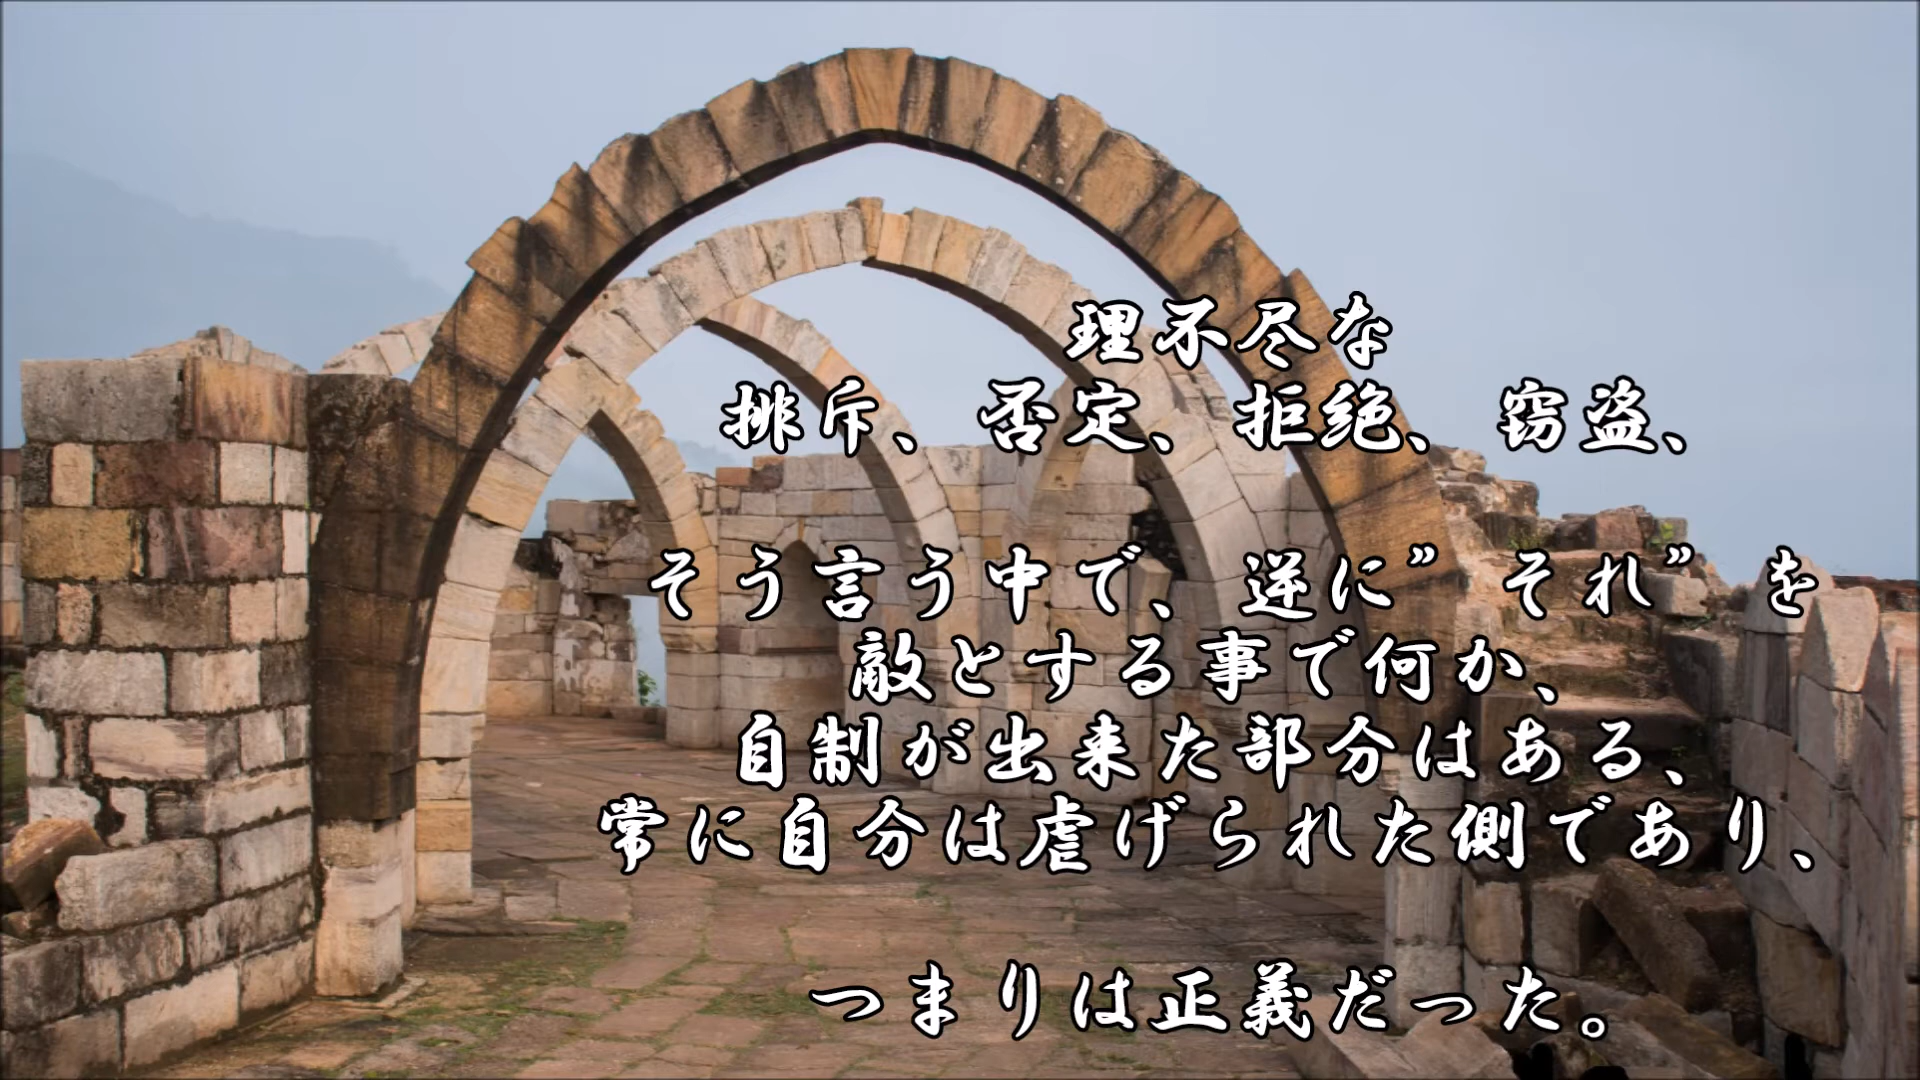 理不尽な
排斥、否定、拒絶、窃盗、
そう言う中で、逆に”それ”を
敵とする事で何か、
自制が出来た部分はある、
常に自分は虐げられた側であり、
つまりは正義だった。